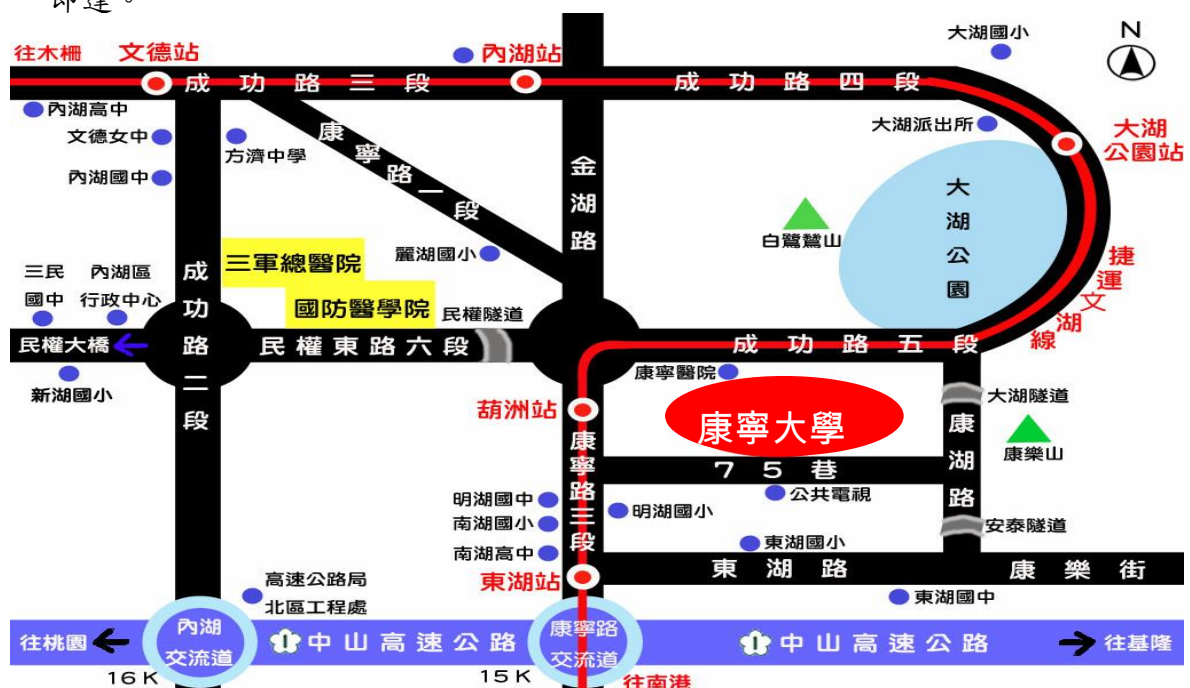 即達。
大湖國小
N
往木柵
文德站
內湖站
成功路三段
成功路四段
內湖高中
文德女中
方濟中學
康寧路一段
金湖路
大湖派出所
大湖
公園站
內湖國中
大湖公園
白鷺鷥山
三軍總醫院
麗湖國小
捷運文湖線
三民
國中
內湖區
行政中心
成功路二段
國防醫學院
民權隧道
民權大橋
民權東路六段
成功路五段
新湖國小
康寧醫院
大湖隧道
葫洲站
康寧大學
康湖路
康樂山
康寧路三段
75巷
明湖國中
公共電視
明湖國小
南湖國小
安泰隧道
南湖高中
東湖國小
東湖站
東湖路
康樂街
高速公路局
北區工程處
東湖國中
往桃園
內湖
交流道
1
中山高速公路
康寧路
交流道
1
中山高速公路
往基隆
16K
15K
往南港